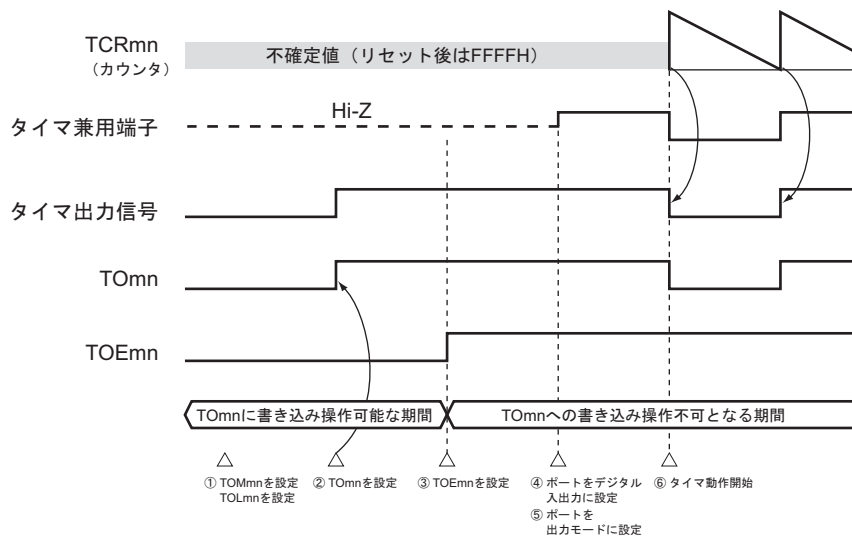 TCRmn
（カウンタ）
不確定値（リセット後はFFFFH）
Hi-Z
タイマ兼用端子
タイマ出力信号
TOmn
TOEmn
TOmnに書き込み操作可能な期間
TOmnへの書き込み操作不可となる期間
① TOMmnを設定
TOLmnを設定
② TOmnを設定
③ TOEmnを設定
④ ポートをデジタル
入出力に設定
⑤ ポートを
出力モードに設定
⑥ タイマ動作開始